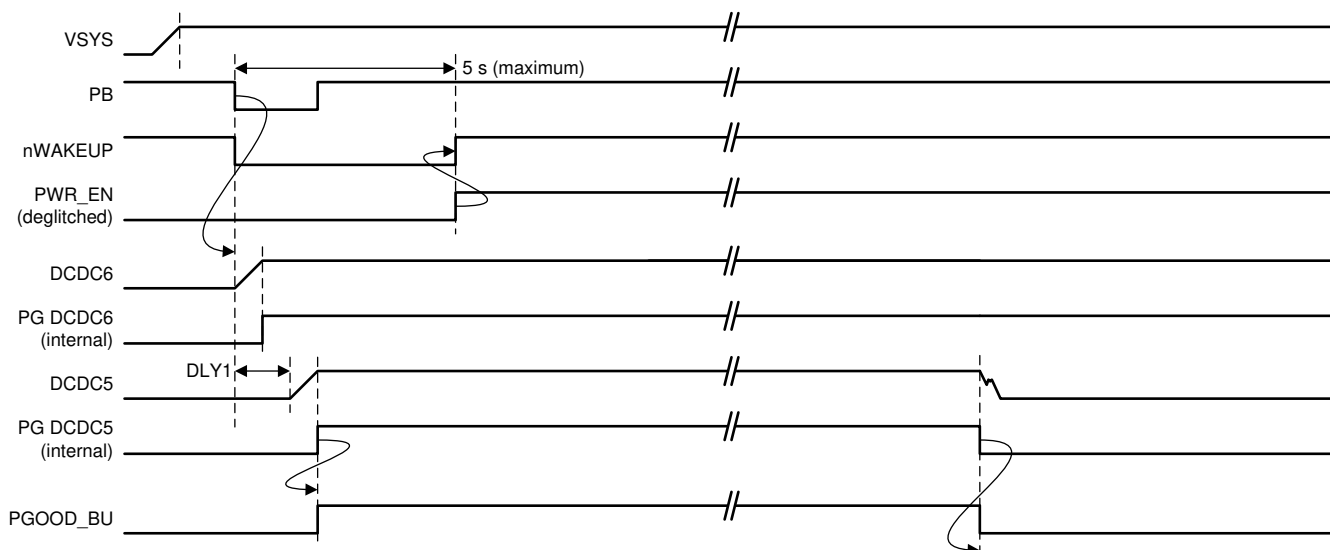 VSYS
5 s (maximum)
PB
nWAKEUP
PWR_EN
(deglitched)
DCDC6
PG DCDC6
(internal)
DLY1
DCDC5
PG DCDC5
(internal)
PGOOD_BU